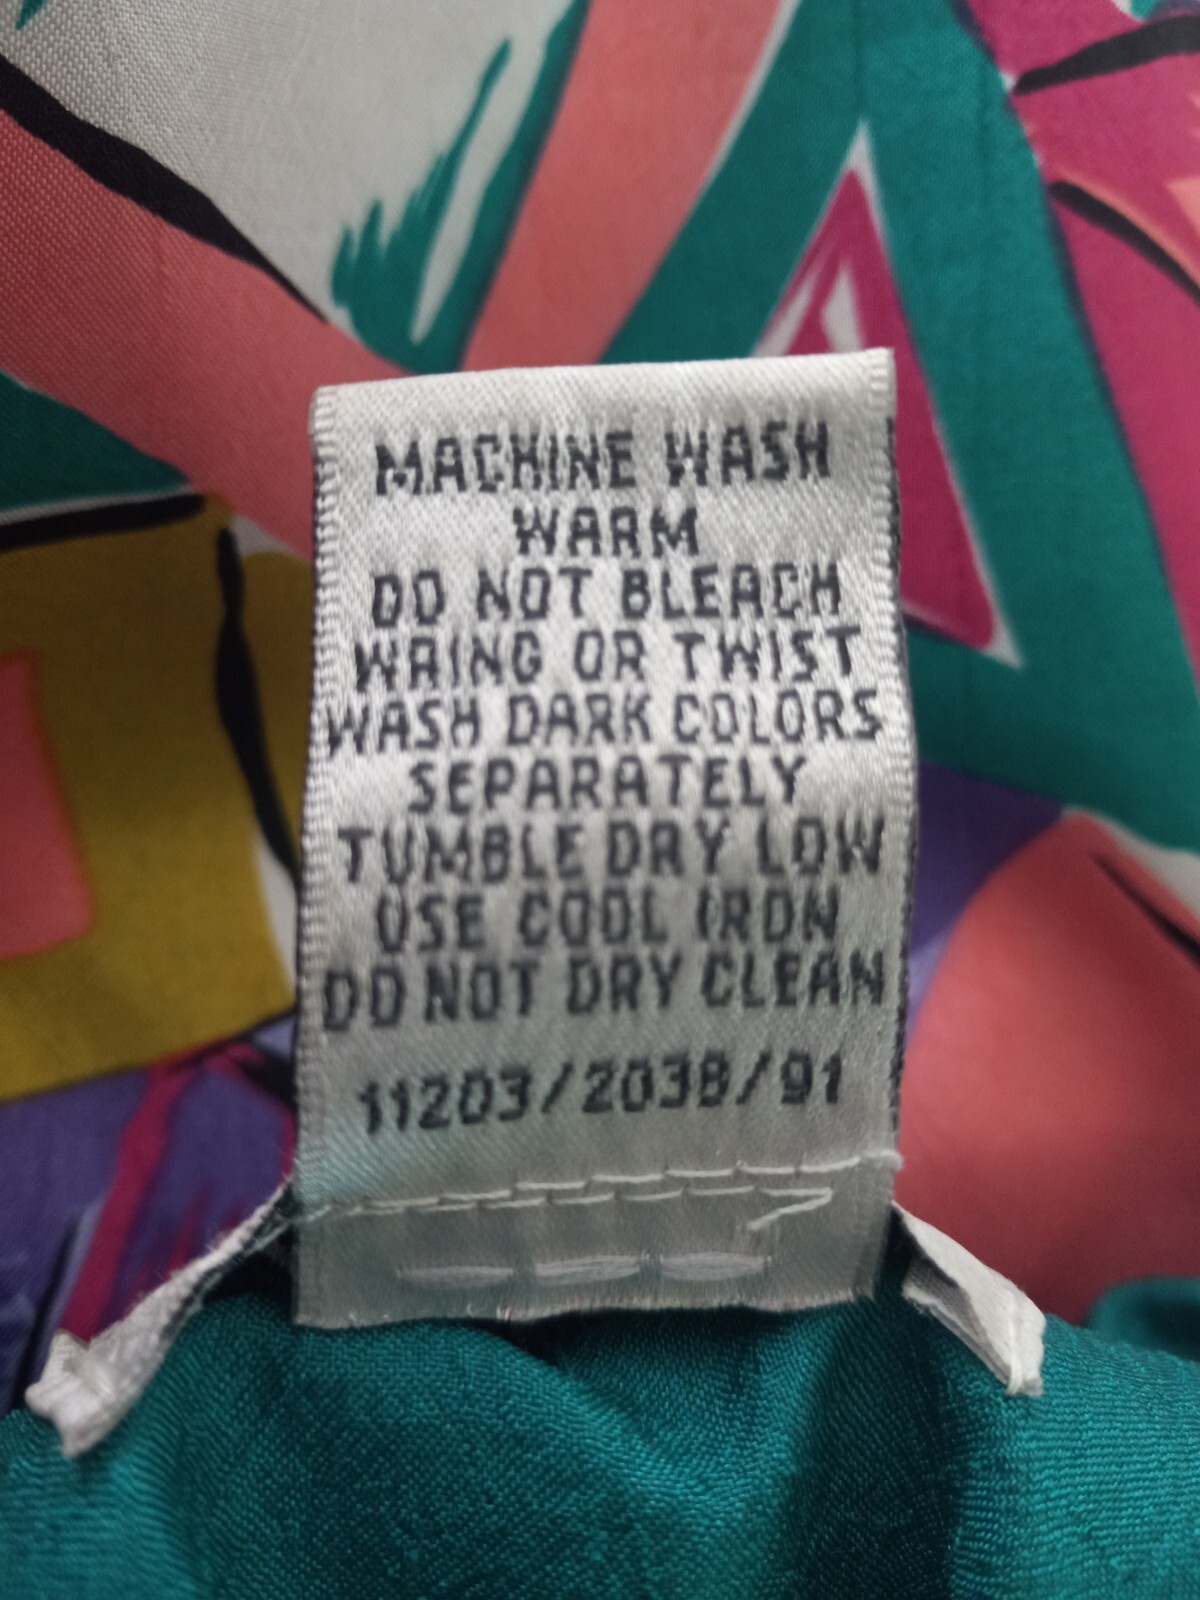 MACHINE WASH
WARM
DO NOT BLEACH
WRING OR TWIST
WASH DARK COLORS
SEPARATELY
TUMBLE DRY LOW
USE COOL IRON
DO NOT DRY CLEAN
11203/2038/91